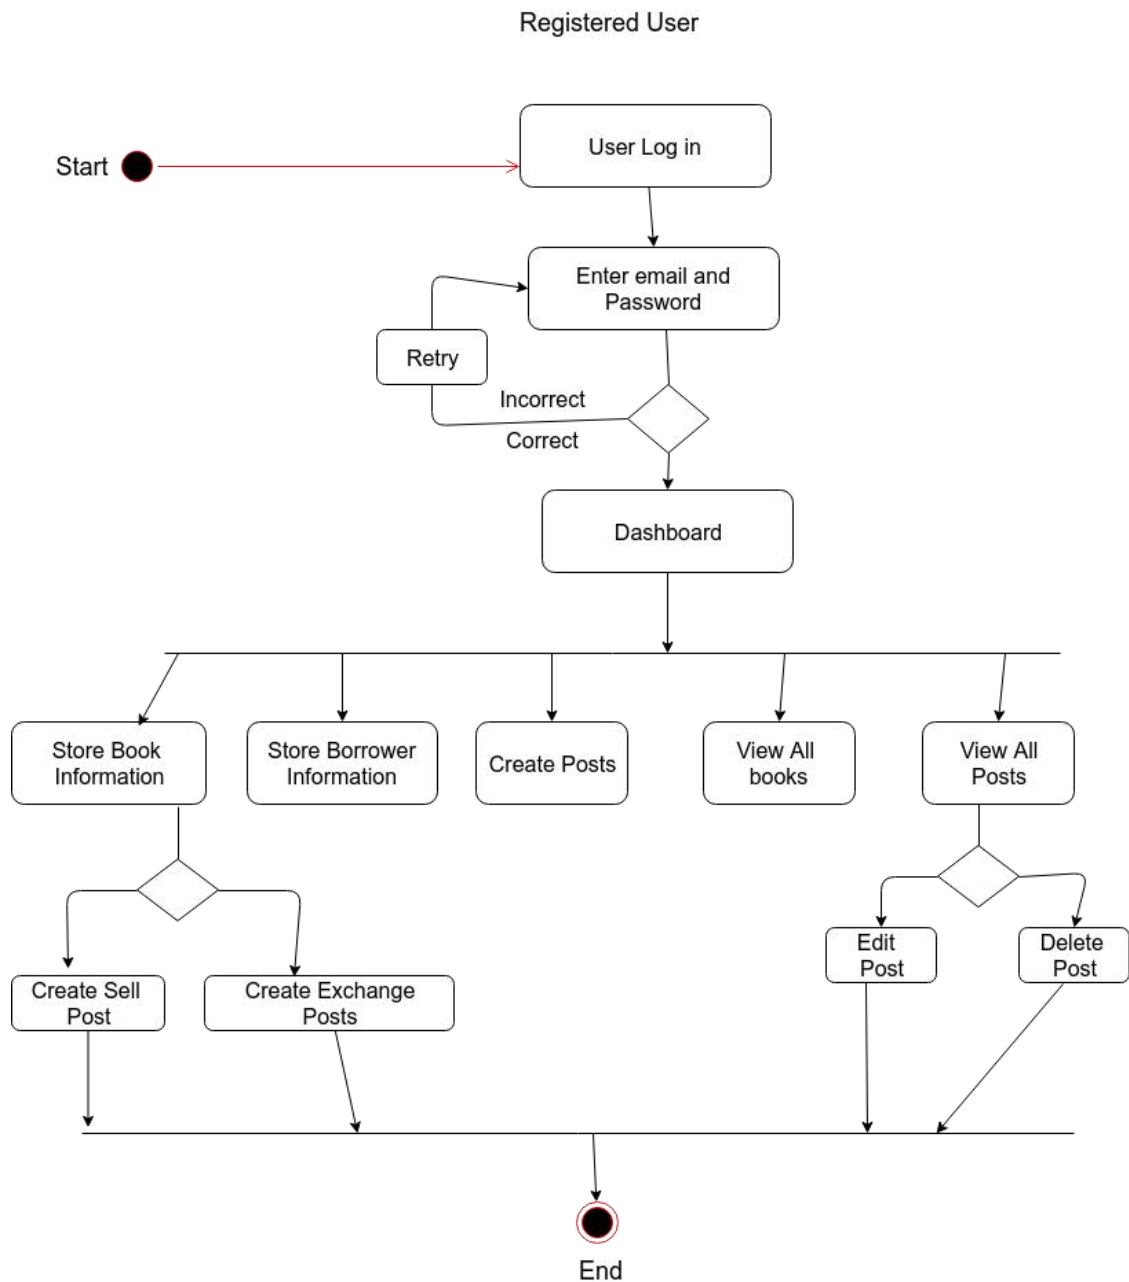 Registered User
User Log in
Start
Enter email and
Password
Retry
Incorrect
Correct
Dashboard
Store Book
Information
Store Borrower
Information
Create Posts
View All
books
View All
Posts
Edit
Post
Delete
Post
Create Sell
Post
Create Exchange
Posts
End